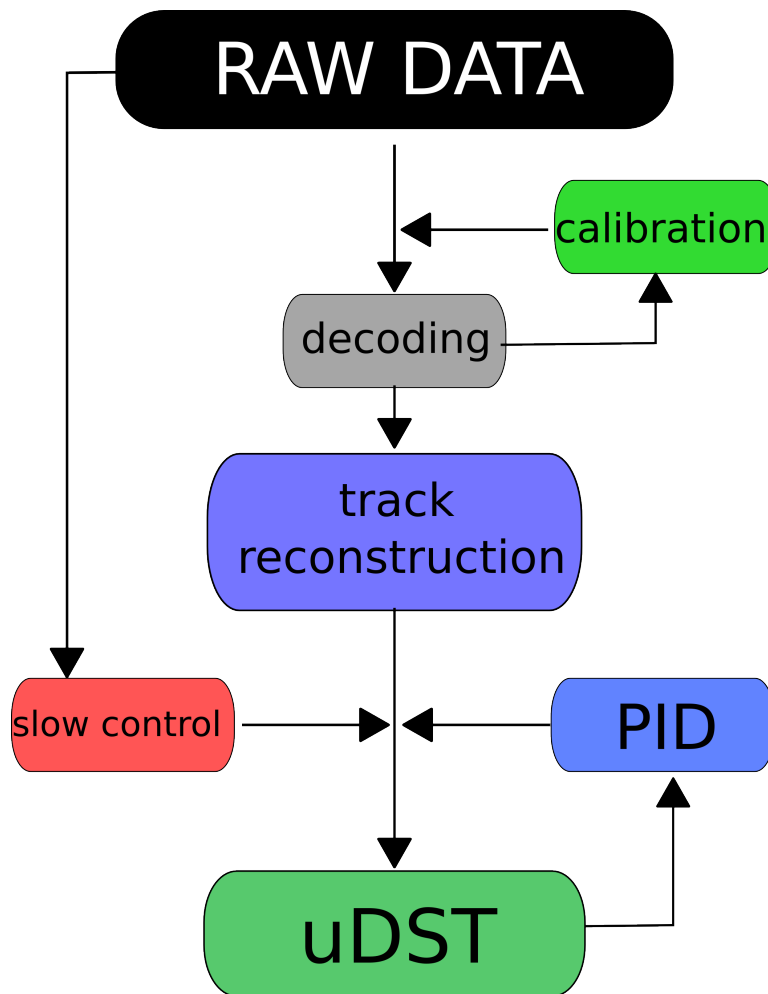 RAW DATA
calibration
decoding
track
reconstruction
slow control
PID
uDST